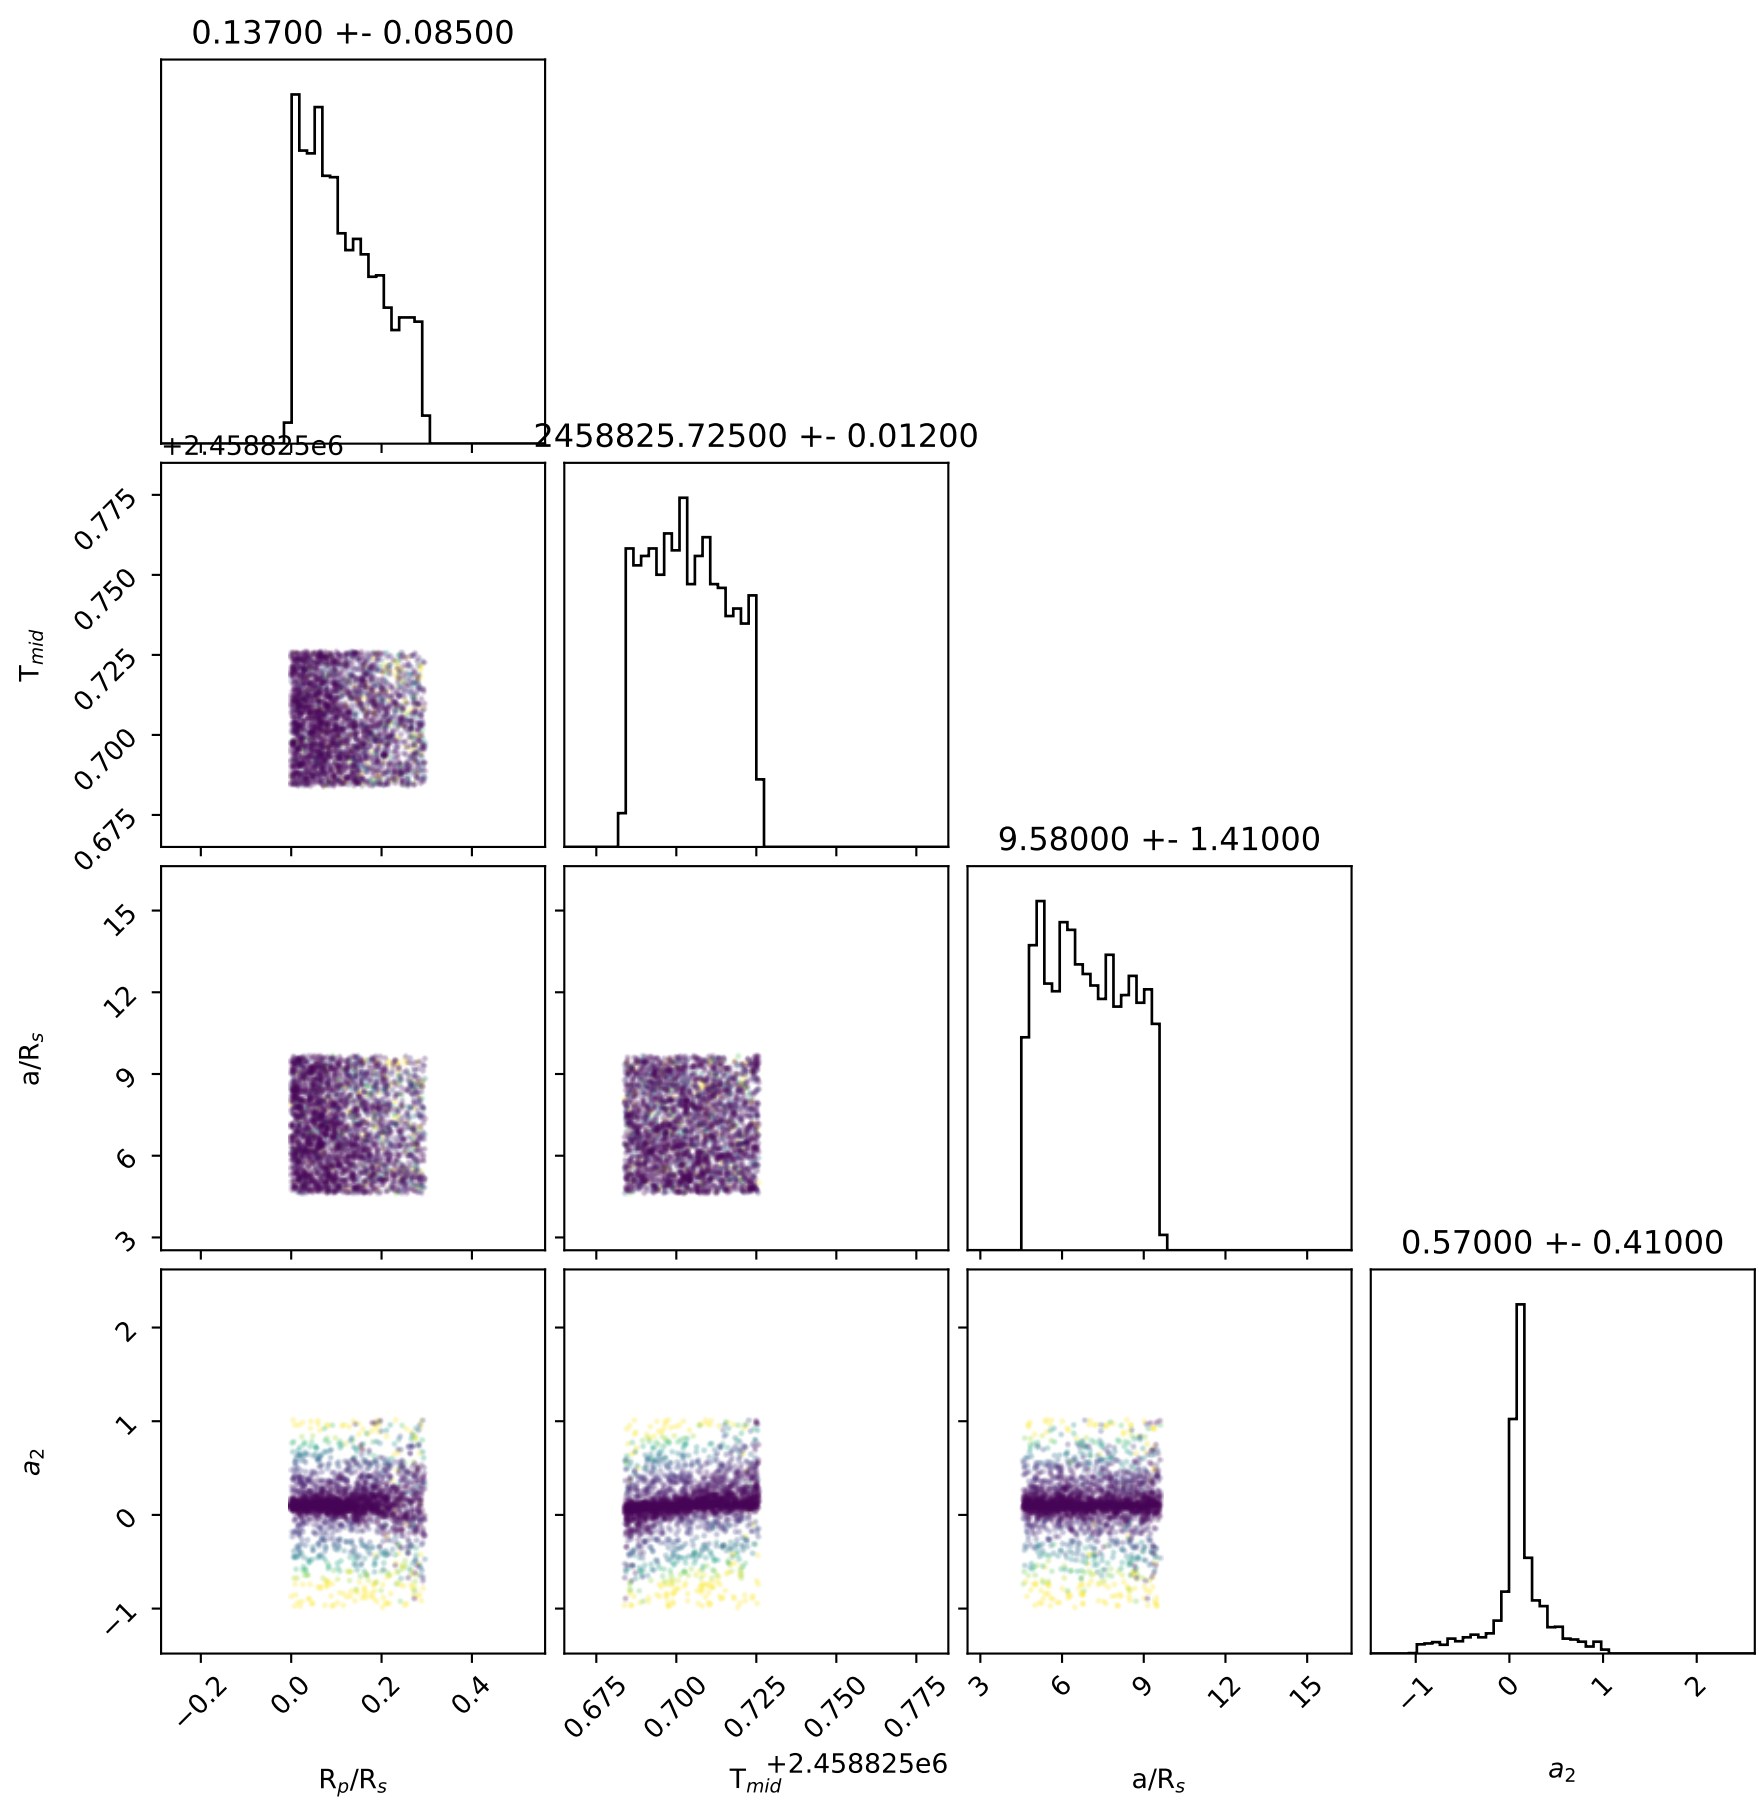 0.13700 +- 0.08500
+2.458825e6
2458825.72500 +- 0.01200
0.775
0.750
0.725
0.700
0.675
T_mid
9.58000 +- 1.41000
15
12
9
6
3
a/R_s
0.57000 +- 0.41000
2
1
0
−1
a_2
−0.2 0.0 0.2 0.4
0.675 0.700 0.725 0.750 0.775
3 6 9 12 15
−1 0 1 2
+2.458825e6
R_p/R_s T_mid a/R_s a_2